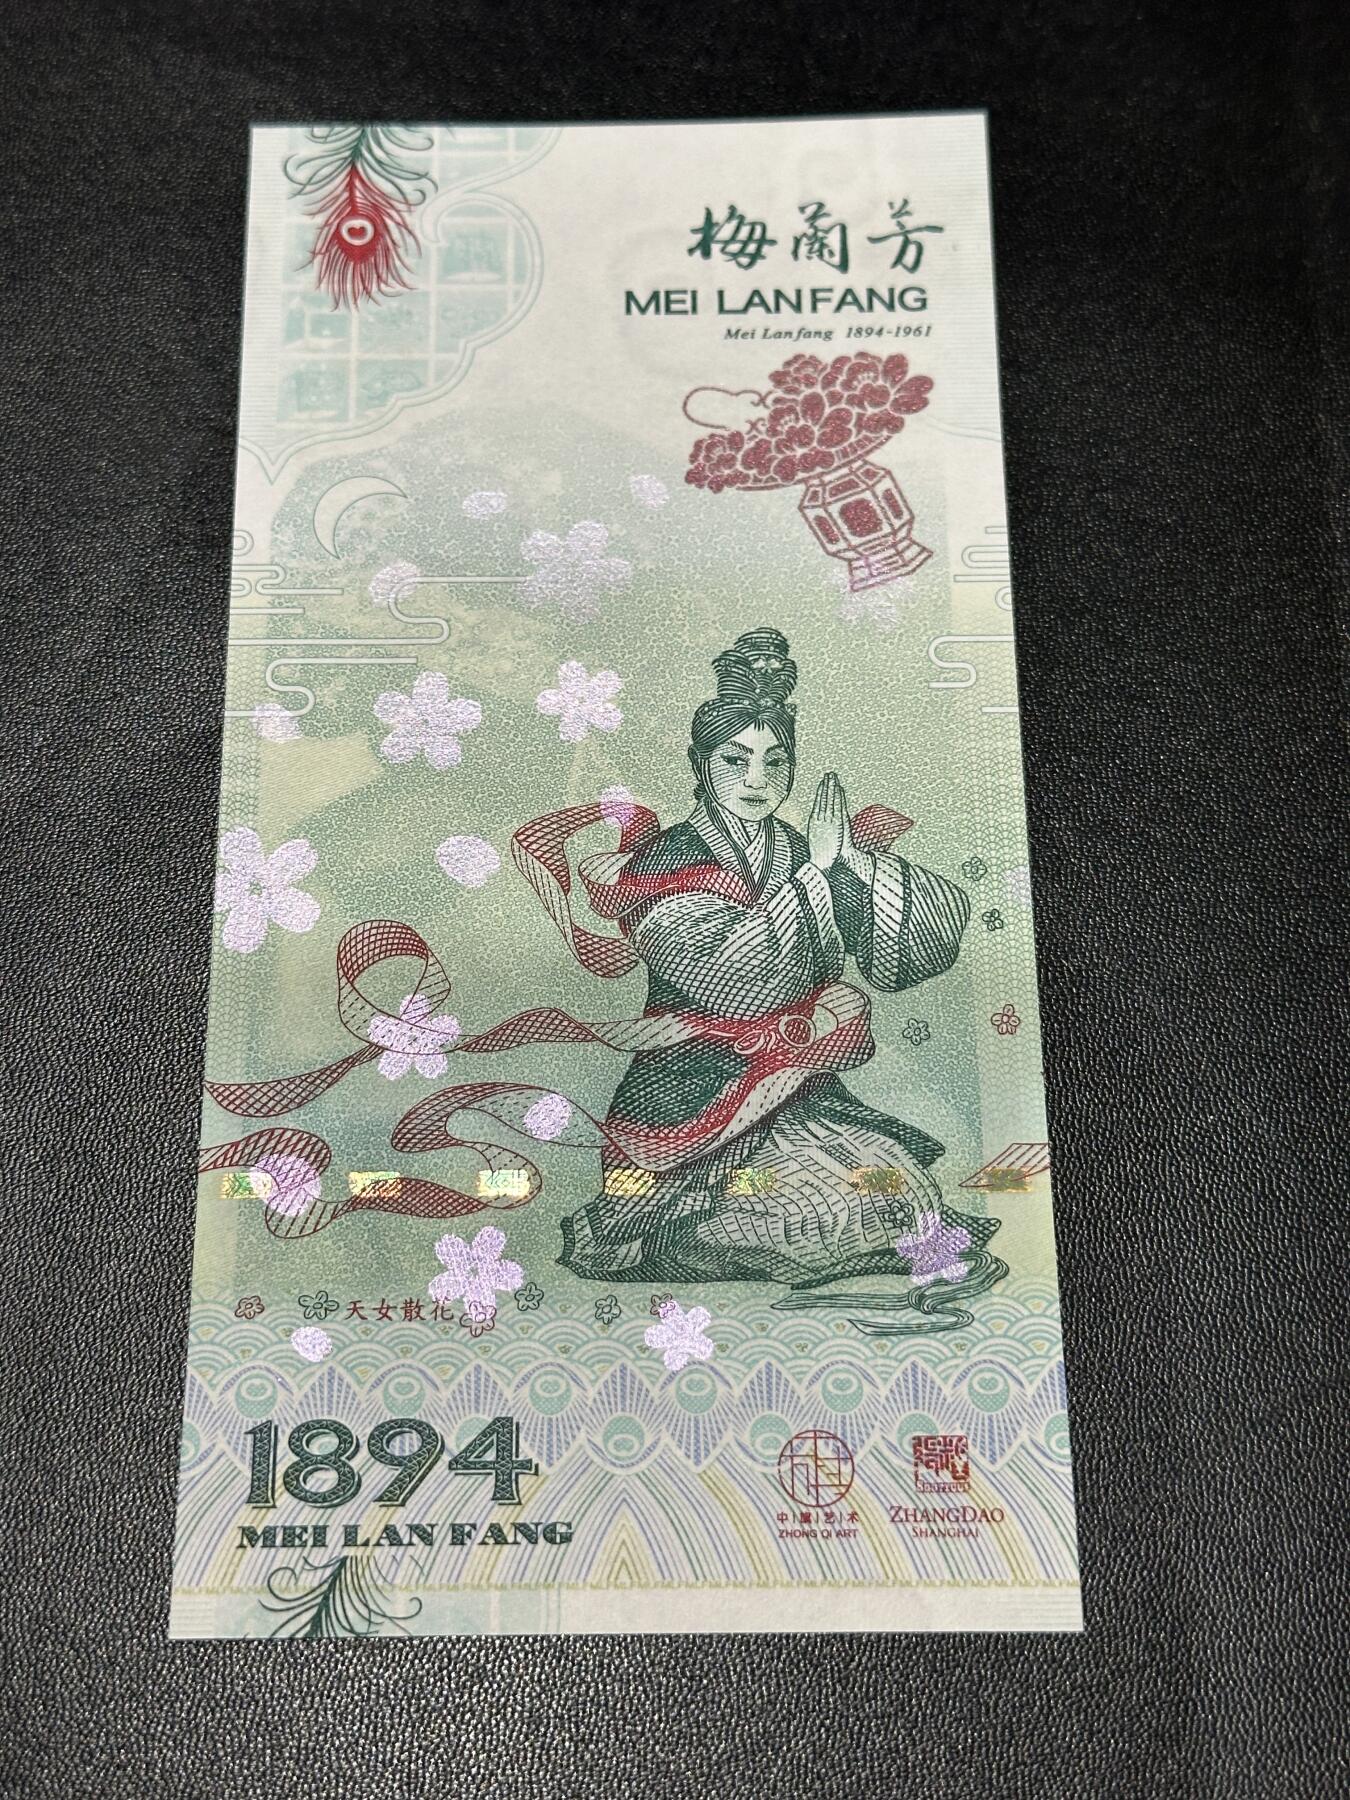 梅蘭芳
MEI LANFANG
Mei Lanfang 1894-1961
天女散花
1894
MEI LAN FANG
中旗艺术
ZHONG QI ART
ZHANGDAO
SHANGHAI